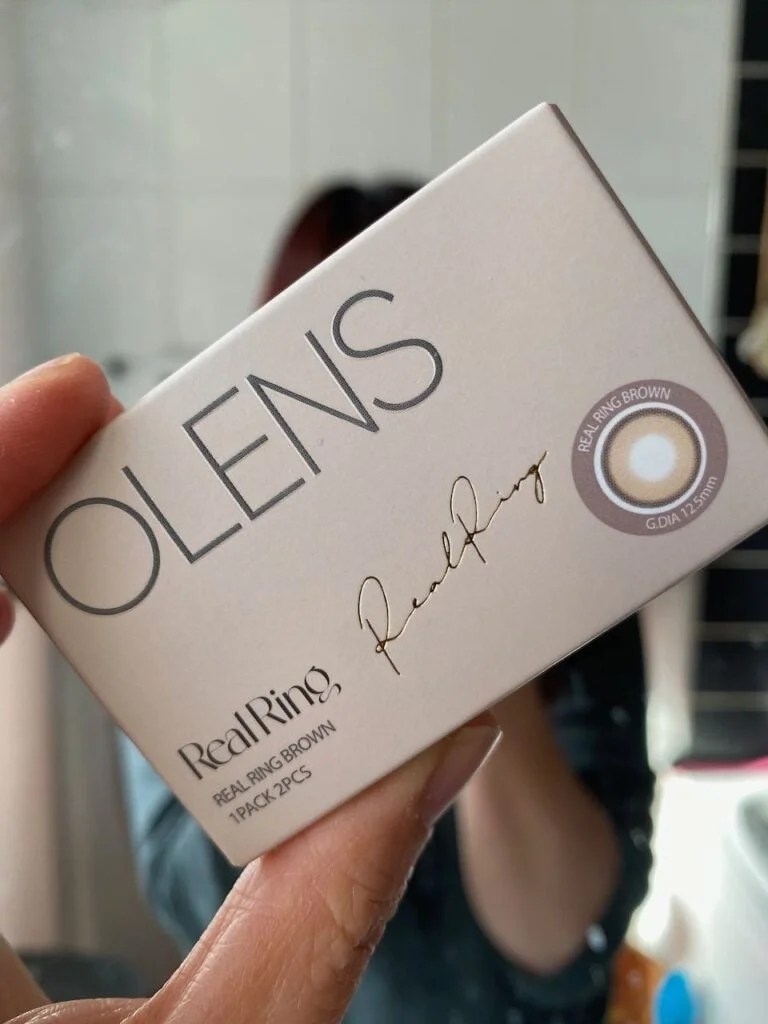 OLENS
RealRing
REAL RING BROWN
G.DIA 12.5mm
RealRing
REAL RING BROWN
1PACK 2PCS